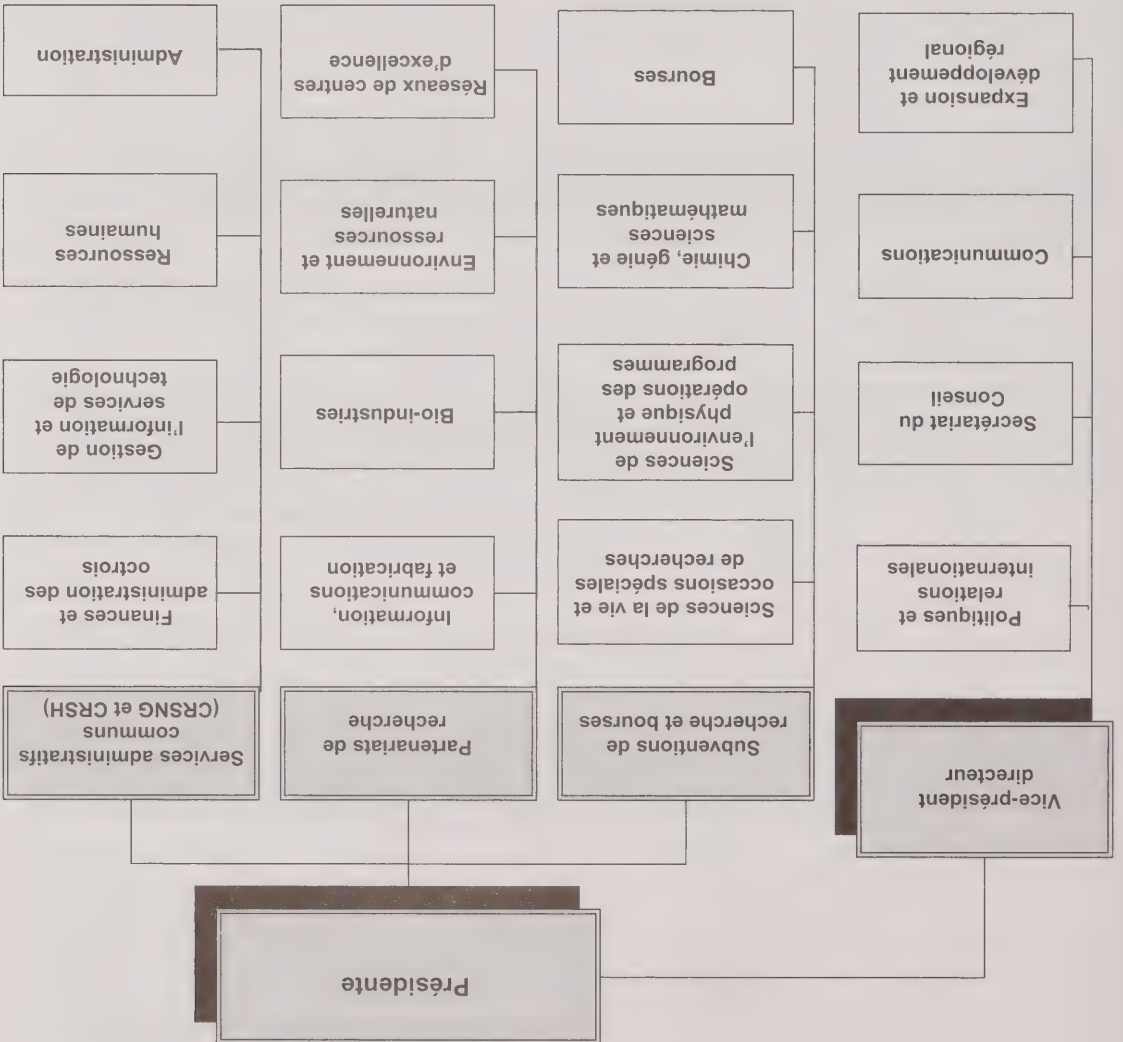 Présidente
Vice-président
directeur
Politiques et
relations
internationales
Secrétariat du
Conseil
Communications
Expansion et
développement
régional
Subventions de
recherche et bourses
Sciences de la vie et
occasions spéciales
de recherches
Sciences de
l'environnement
physique et
opérations des
programmes
Chimie, génie et
sciences
mathématiques
Bourses
Partenariats de
recherche
Information,
communications
et fabrication
Bio-industries
Environnement et
ressources
naturelles
Réseaux de centres
d'excellence
Services administratifs
communs
(CRSNG et CRSH)
Finances et
administration des
octrois
Gestion de
l'information et
services de
technologie
Ressources
humaines
Administration